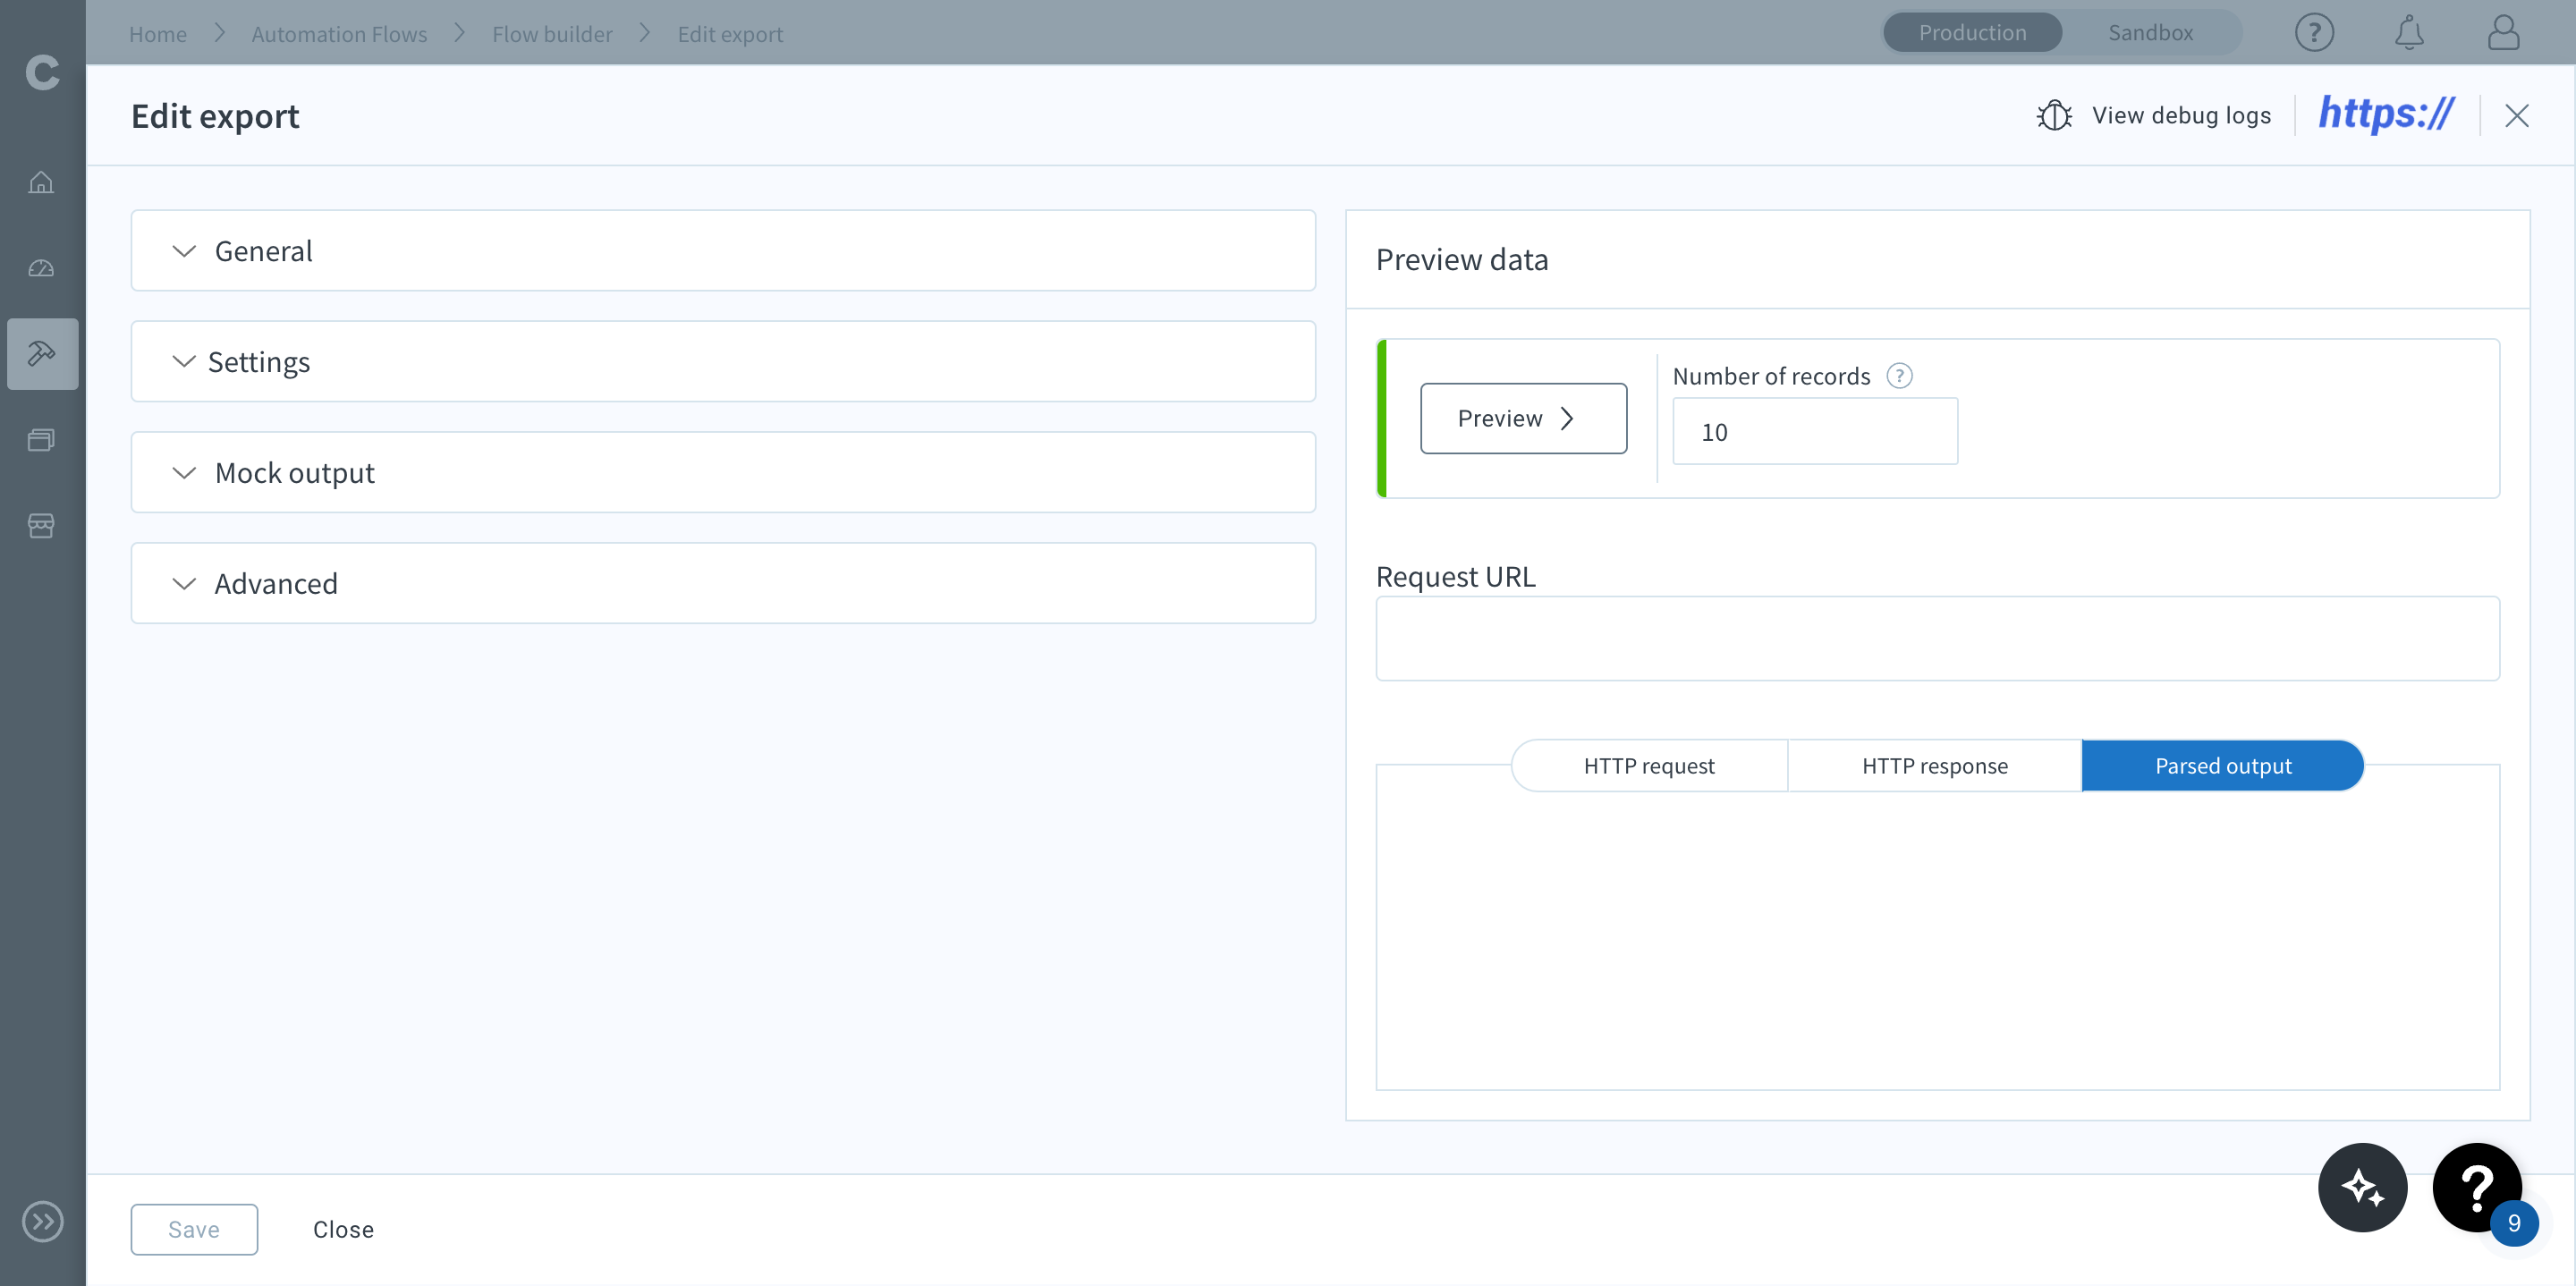 Home
Automation Flows
Flow builder
Edit export
Production
Sandbox
?
C
Edit export
View debug logs
https://
General
Settings
Mock output
Advanced
Preview data
Preview
Number of records
?
10
Request URL
HTTP request
HTTP response
Parsed output
Save
Close
?
9